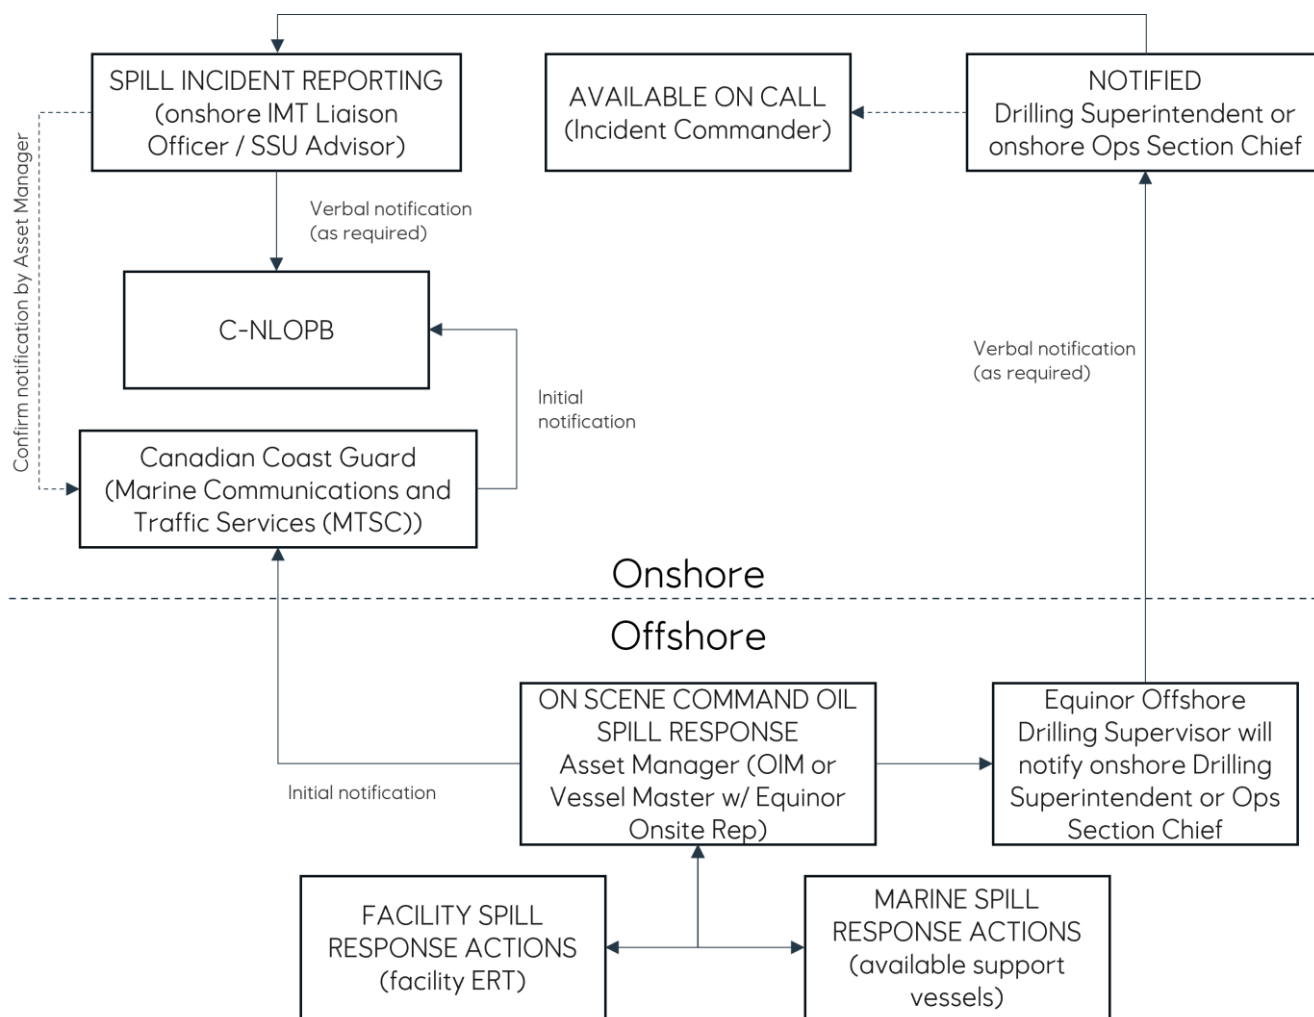 SPILL INCIDENT REPORTING
(onshore IMT Liaison
Officer / SSU Advisor)
AVAILABLE ON CALL
(Incident Commander)
NOTIFIED
Drilling Superintendent or
onshore Ops Section Chief
Confirm notification by Asset Manager
Verbal notification
(as required)
C-NLOPB
Verbal notification
(as required)
Initial
notification
Canadian Coast Guard
(Marine Communications and
Traffic Services (MTSC))
Onshore
Offshore
Initial notification
ON SCENE COMMAND OIL
SPILL RESPONSE
Asset Manager (OIM or
Vessel Master w/ Equinor
Onsite Rep)
Equinor Offshore
Drilling Supervisor will
notify onshore Drilling
Superintendent or Ops
Section Chief
FACILITY SPILL
RESPONSE ACTIONS
(facility ERT)
MARINE SPILL
RESPONSE ACTIONS
(available support
vessels)